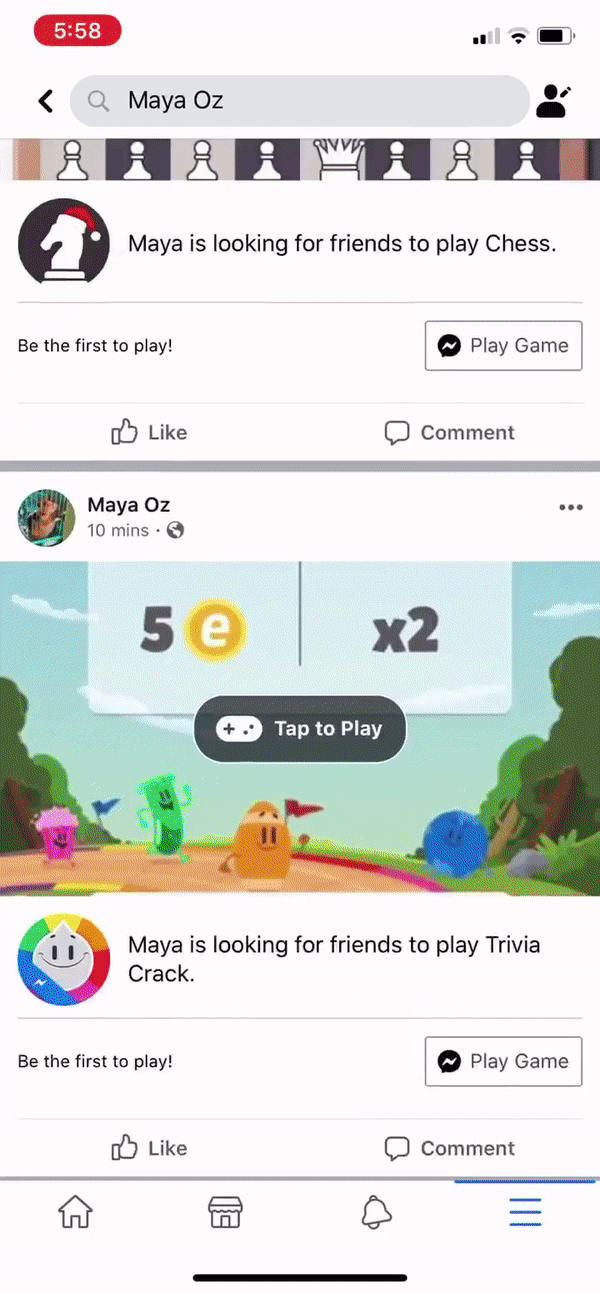 5:58
Maya Oz
Maya is looking for friends to play Chess.
Be the first to play!
Play Game
Like
Comment
Maya Oz
10 mins ·
5 e
x2
Tap to Play
Maya is looking for friends to play Trivia
Crack.
Be the first to play!
Play Game
Like
Comment